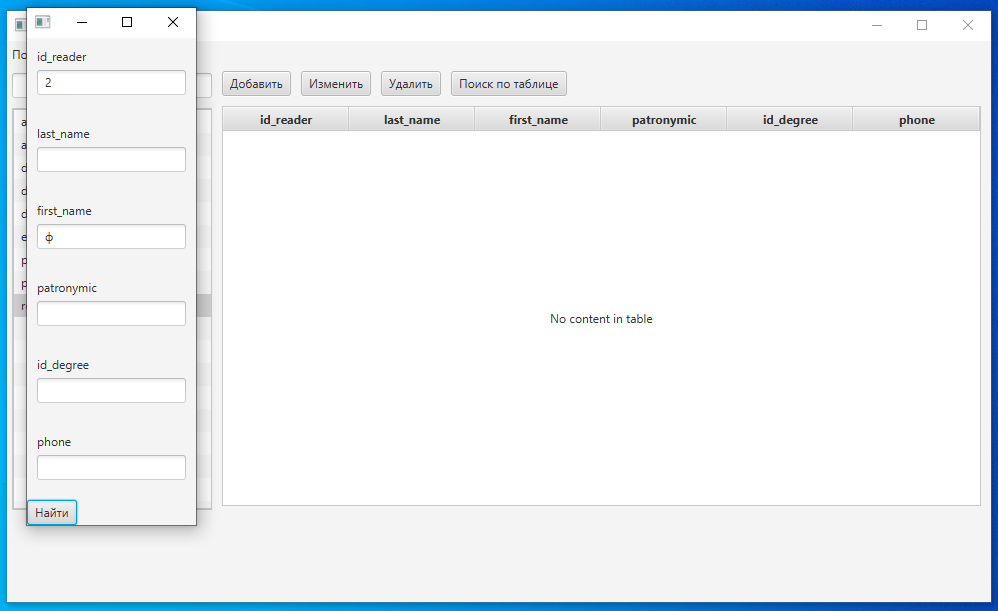 id_reader
2
last_name
first_name
ф
patronymic
id_degree
phone
Найти
По
Добавить
Изменить
Удалить
Поиск по таблице
id_reader
last_name
first_name
patronymic
id_degree
phone
No content in table